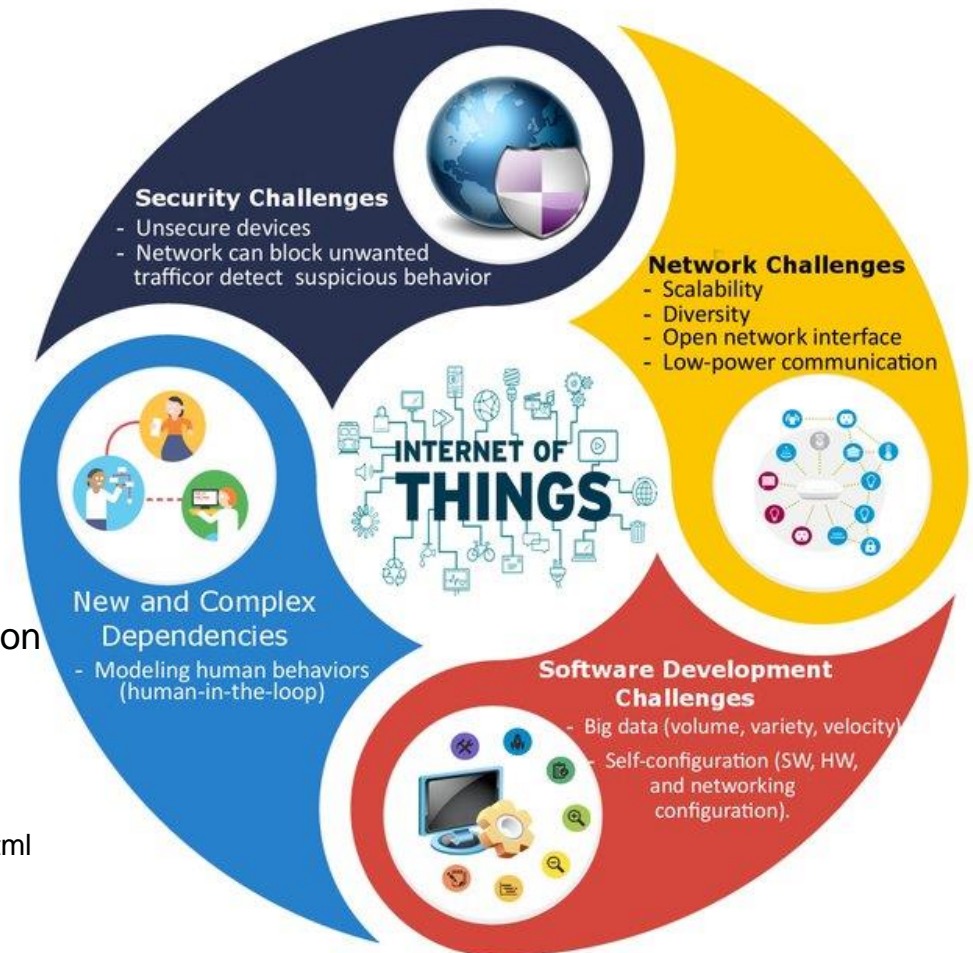 Security Challenges
- Unsecure devices
- Network can block unwanted
trafficor detect suspicious behavior
Network Challenges
- Scalability
- Diversity
- Open network interface
- Low-power communication
INTERNET OF
THINGS
New and Complex
Dependencies
- Modeling human behaviors
(human-in-the-loop)
on
ml
Software Development
Challenges
- Big data (volume, variety, velocity)
- Self-configuration (SW, HW,
and networking
configuration).